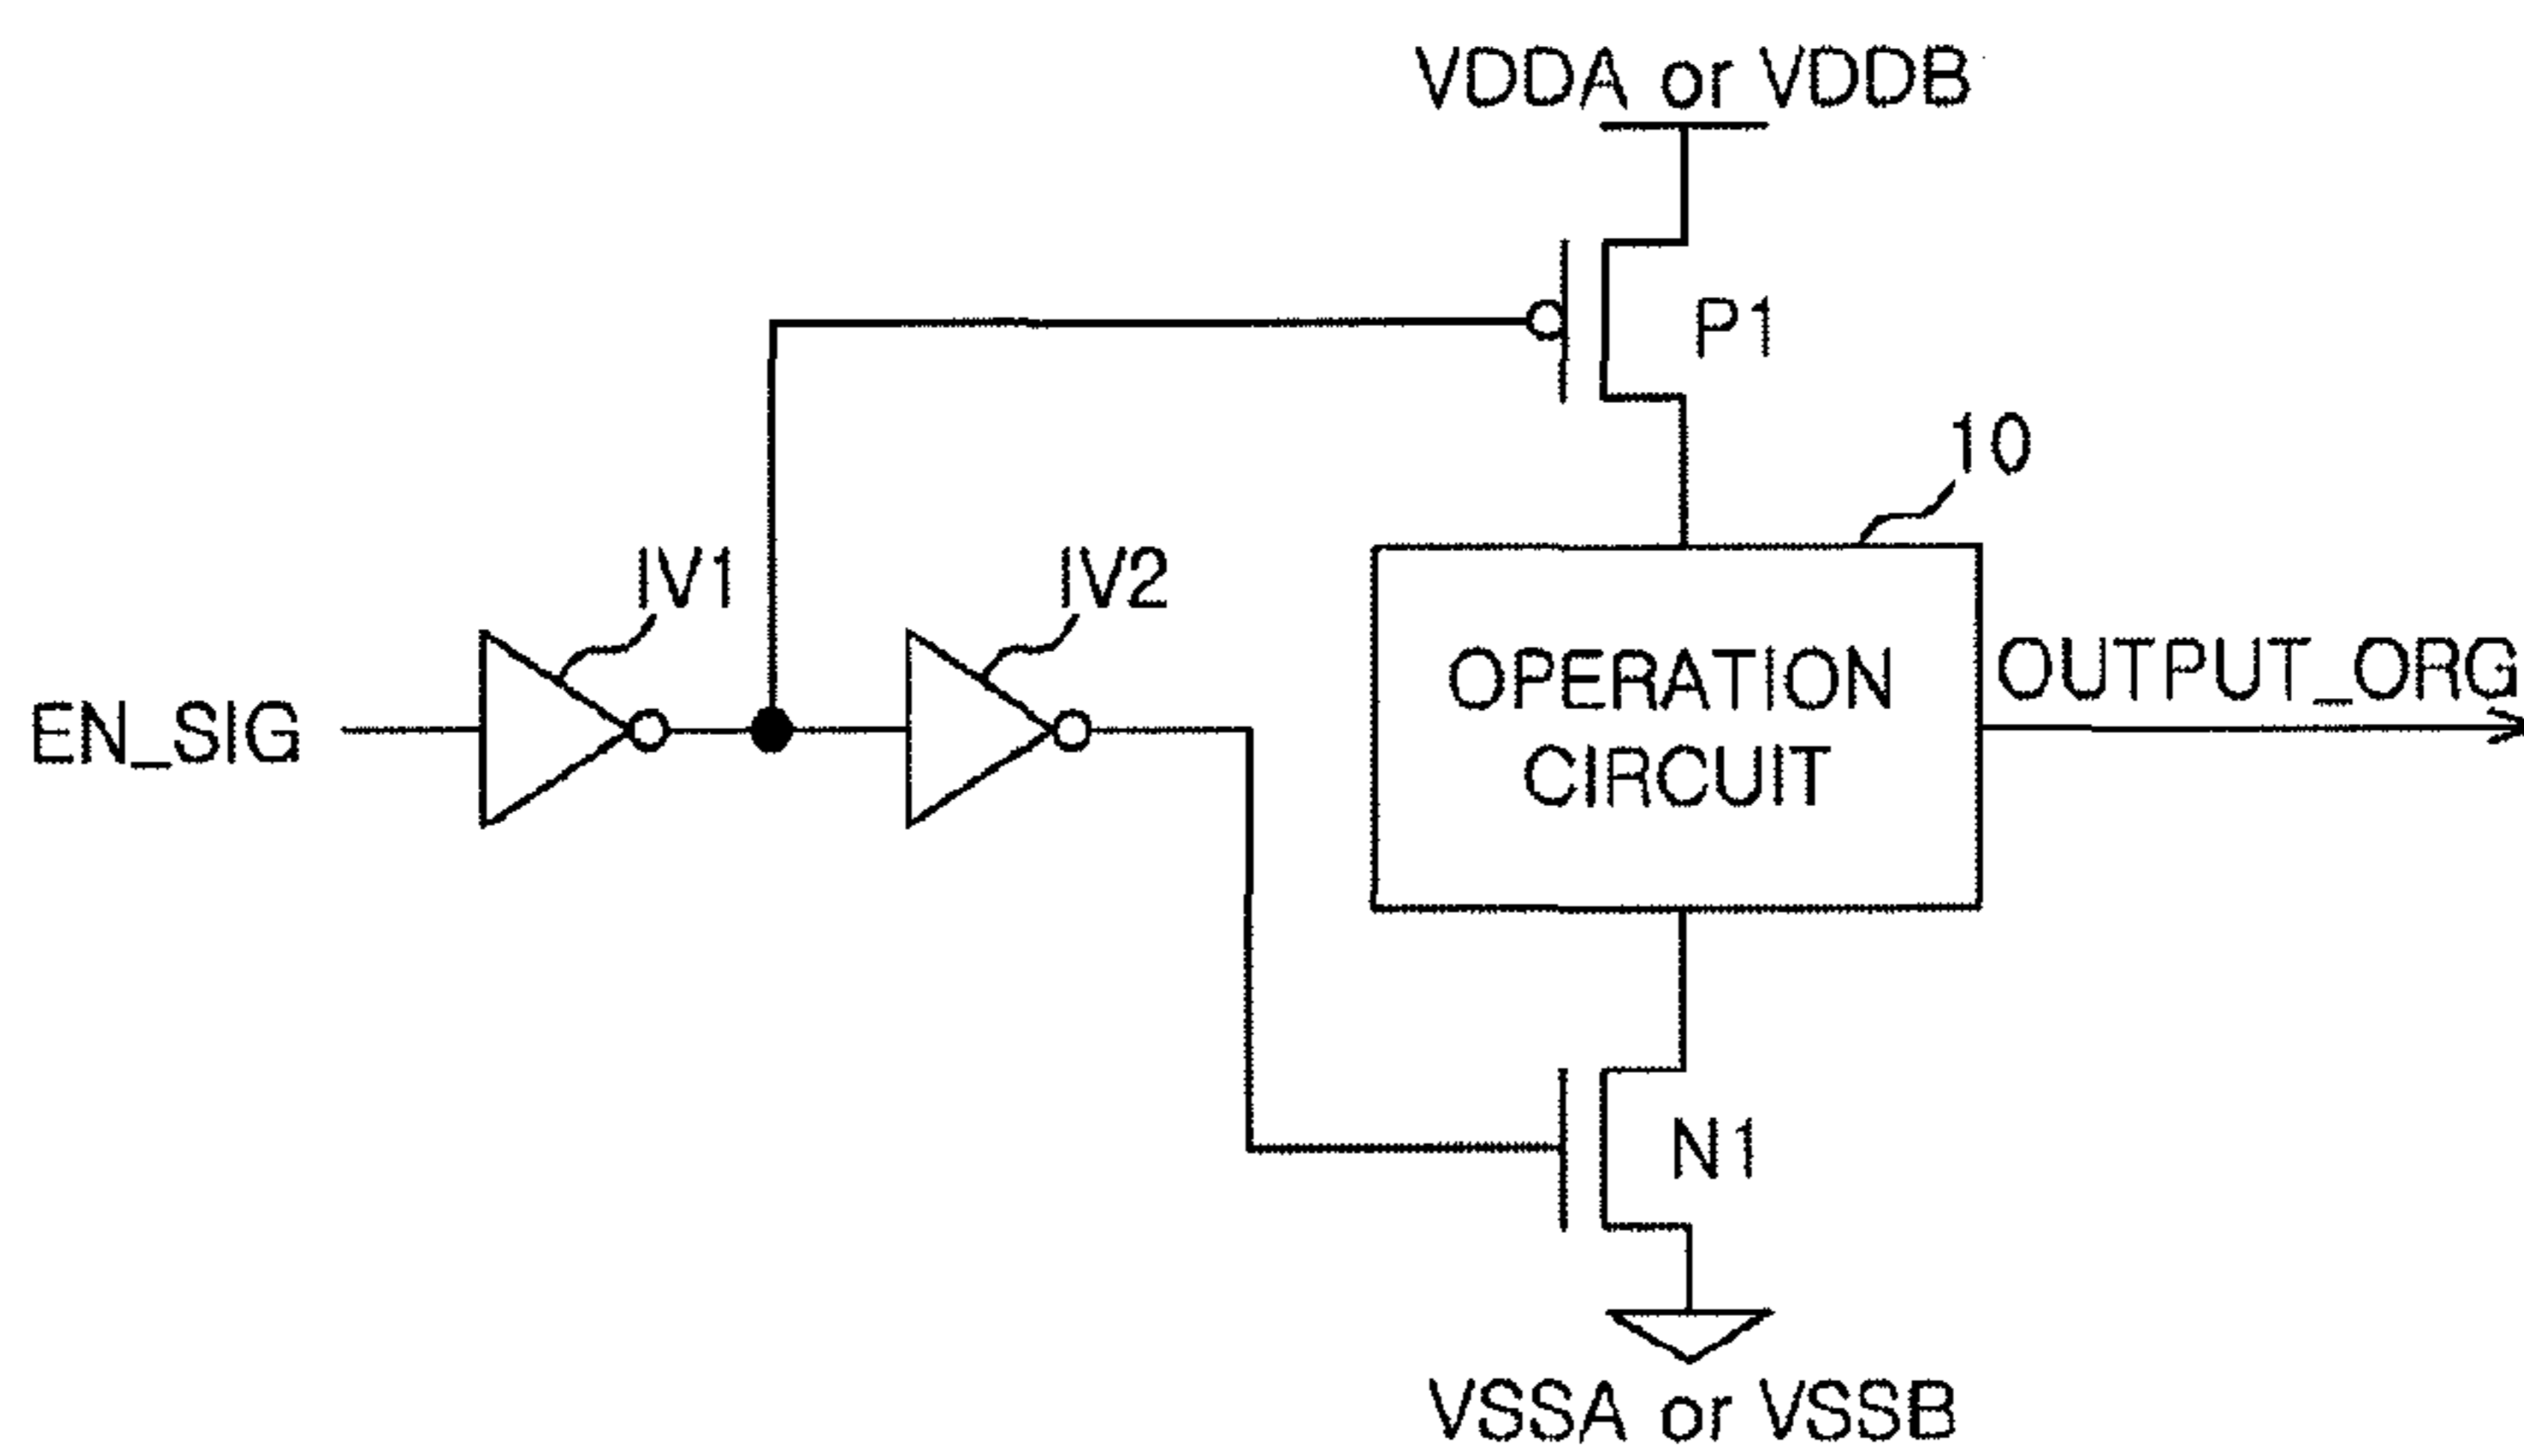 VDDA or VDDB
P1
10
IV1
IV2
EN_SIG
OPERATION
CIRCUIT
OUTPUT_ORG
N1
VSSA or VSSB